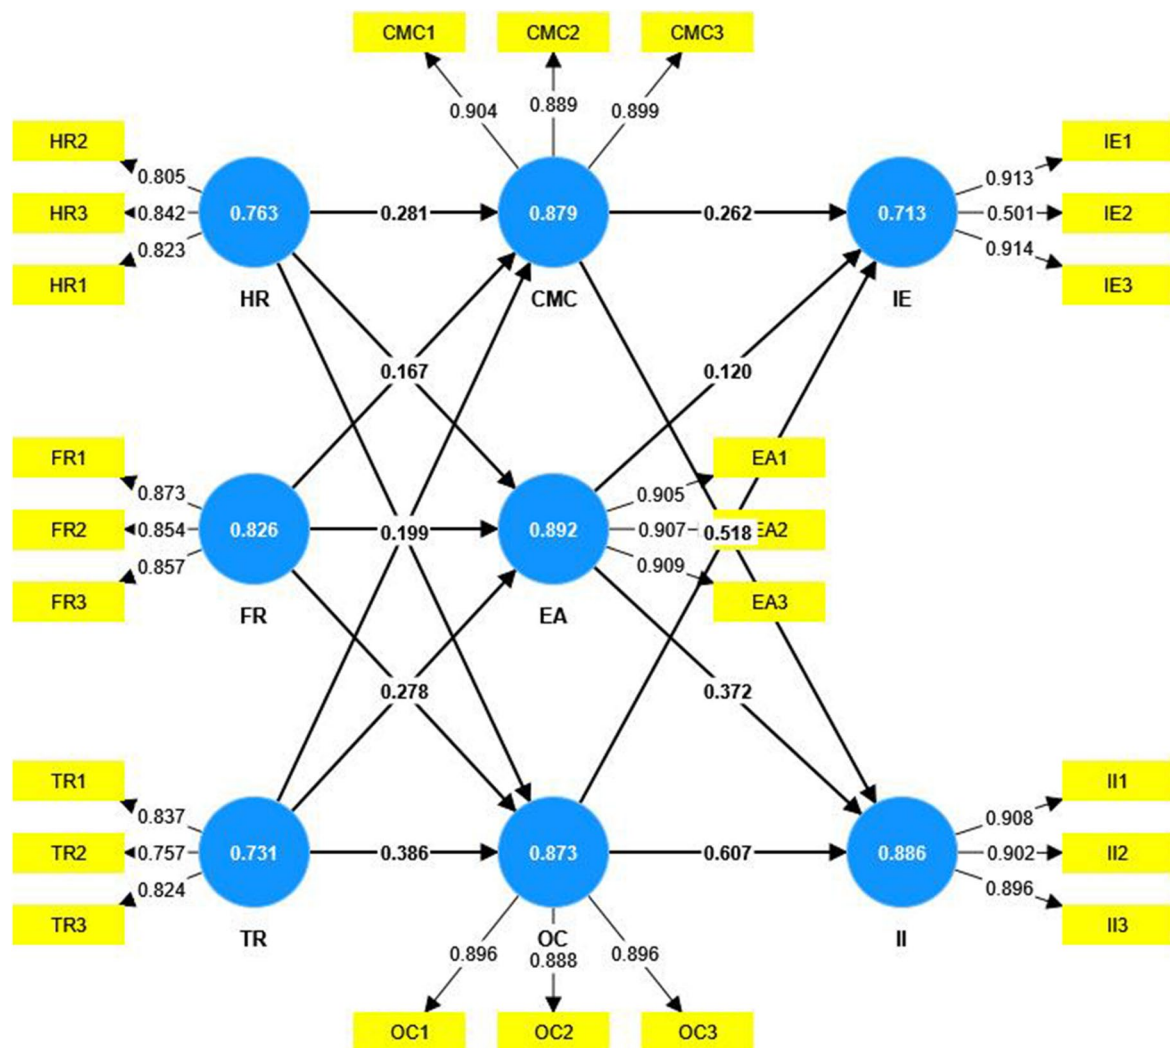 CMC1 CMC2 CMC3
0.904 0.889 0.899
HR2
HR3
HR1
0.805
0.842
0.823
0.763
HR
0.281
0.879
CMC
0.262
0.713
IE
0.913
0.501
0.914
IE1
IE2
IE3
0.167
0.120
FR1
FR2
FR3
0.873
0.854
0.857
0.826
FR
0.199
0.892
EA
0.905
0.907
0.909
EA1
EA2
EA3
0.518
0.278
0.372
TR1
TR2
TR3
0.837
0.757
0.824
0.731
TR
0.386
0.873
OC
0.607
0.886
II
0.908
0.902
0.896
II1
II2
II3
0.896 0.888 0.896
OC1 OC2 OC3